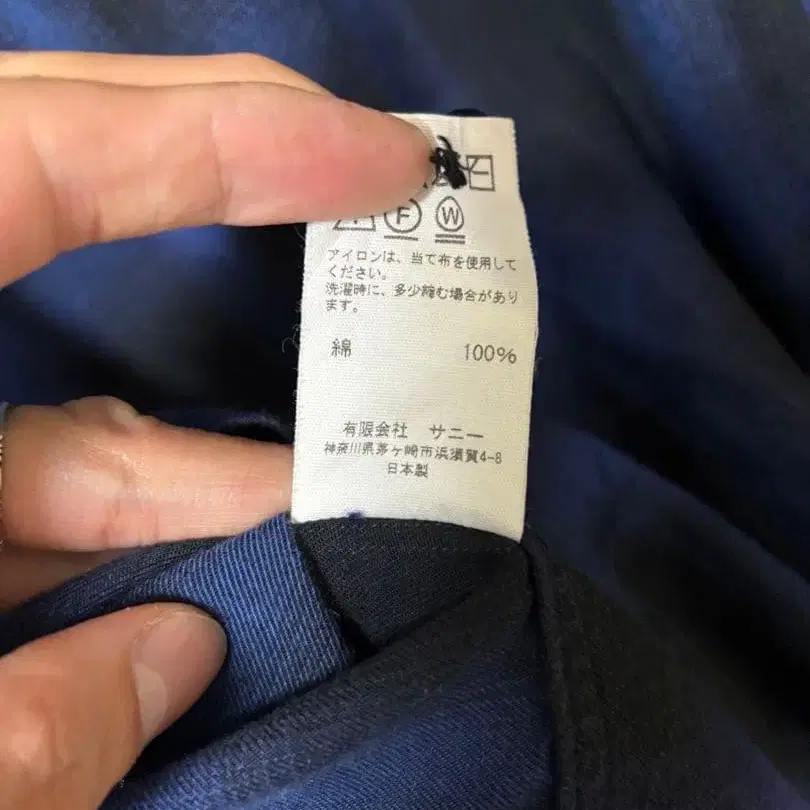 F W
アイロンは、当て布を使用して
ください。
洗濯時に、多少縮む場合があり
ます。
綿 100%
有限会社 サニー
神奈川県茅ヶ崎市浜須賀4-8
日本製